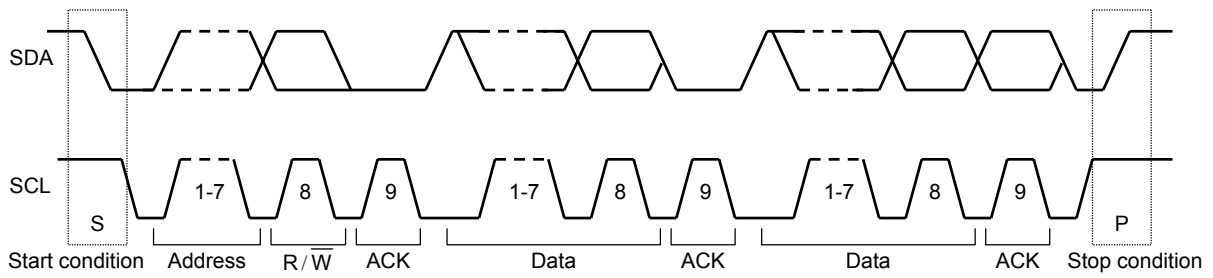 SDA
SCL 1-7 8 9 1-7 8 9 1-7 8 9
S P
Start condition Address R/W̅ ACK Data ACK Data ACK Stop condition